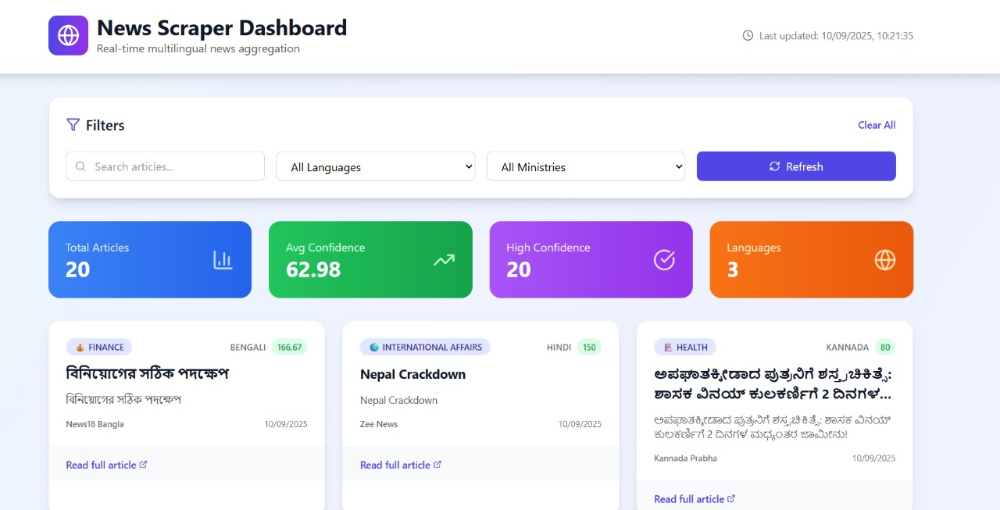 News Scraper Dashboard
Real-time multilingual news aggregation
Last updated: 10/09/2025, 10:21:35
Filters
Clear All
Search articles...
All Languages
All Ministries
Refresh
Total Articles
20
Avg Confidence
62.98
High Confidence
20
Languages
3
FINANCE
BENGALI 166.67
বিনিয়োগের সঠিক পদক্ষেপ
বিনিয়োগের সঠিক পদক্ষেপ
News18 Bangla 10/09/2025
Read full article
INTERNATIONAL AFFAIRS
HINDI 150
Nepal Crackdown
Nepal Crackdown
Zee News 10/09/2025
Read full article
HEALTH
KANNADA 80
ಅಪಘಾತಕ್ಕೀಡಾದ ಪುತ್ರನಿಗೆ ಶಸ್ತ್ರಚಿಕಿತ್ಸೆ:
ಶಾಸಕ ವಿನಯ್ ಕುಲಕರ್ಣಿಗೆ 2 ದಿನಗಳ...
ಅಪಘಾತಕ್ಕೀಡಾದ ಪುತ್ರನಿಗೆ ಶಸ್ತ್ರಚಿಕಿತ್ಸೆ: ಶಾಸಕ ವಿನಯ್
ಕುಲಕರ್ಣಿಗೆ 2 ದಿನಗಳ ಮಧ್ಯಂತರ ಜಾಮೀನು!
Kannada Prabha 10/09/2025
Read full article